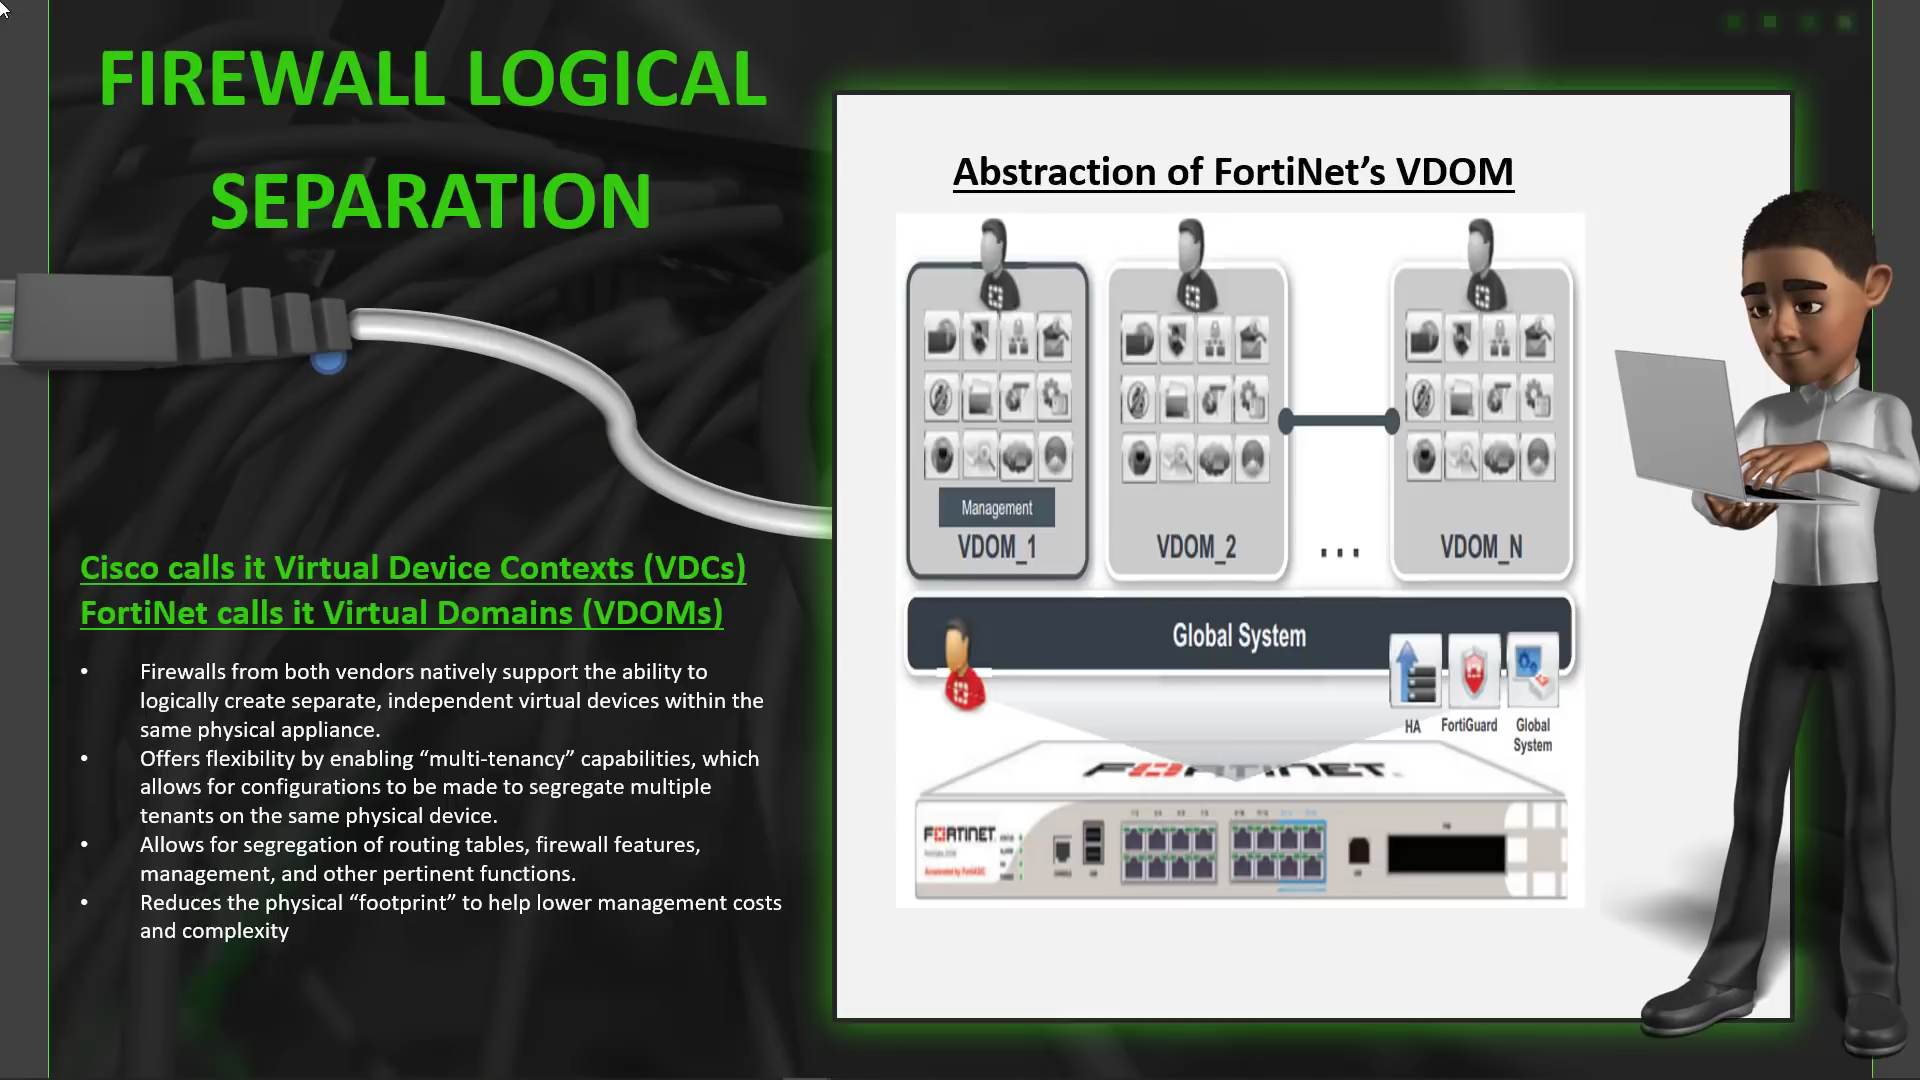 FIREWALL LOGICAL
SEPARATION
Cisco calls it Virtual Device Contexts (VDCs)
FortiNet calls it Virtual Domains (VDOMs)
• Firewalls from both vendors natively support the ability to
logically create separate, independent virtual devices within the
same physical appliance.
• Offers flexibility by enabling “multi-tenancy” capabilities, which
allows for configurations to be made to segregate multiple
tenants on the same physical device.
• Allows for segregation of routing tables, firewall features,
management, and other pertinent functions.
• Reduces the physical “footprint” to help lower management costs
and complexity
Abstraction of FortiNet’s VDOM
Management
VDOM_1
VDOM_2
...
VDOM_N
Global System
HA
FortiGuard
Global
System
FORTINET
FORTINET